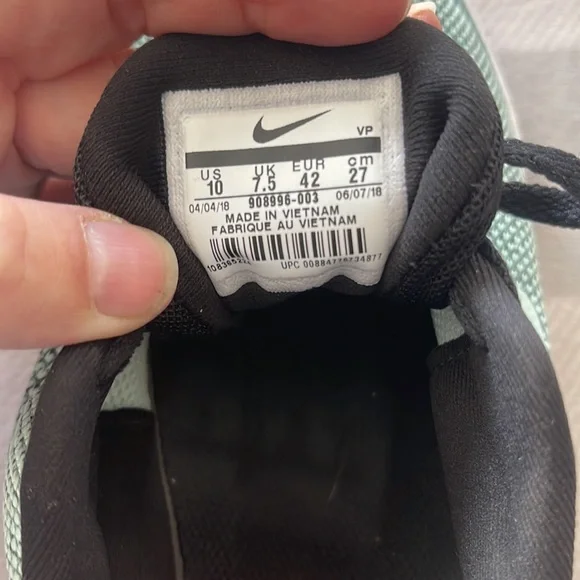 VP
US UK EUR cm
10 7.5 42 27
04/04/18 908996-003 06/07/18
MADE IN VIETNAM
FABRIQUE AU VIETNAM
UPC